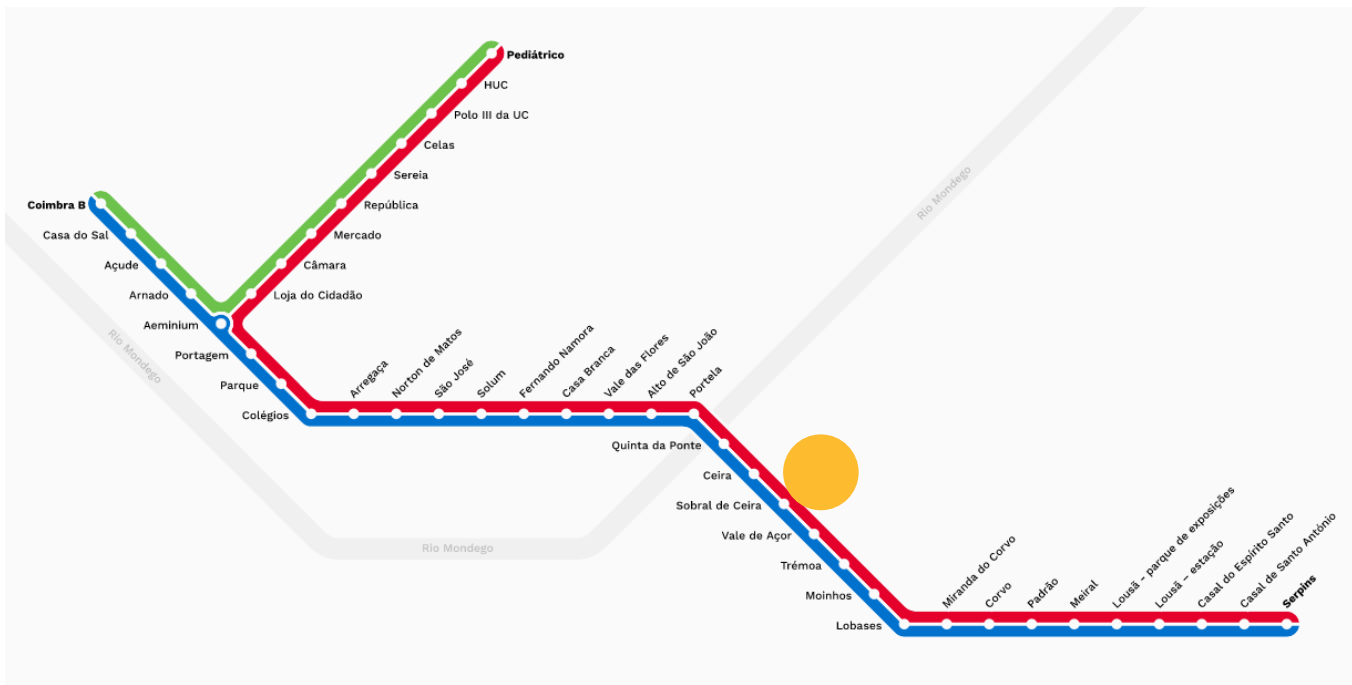 Pediátrico
HUC
Polo III da UC
Celas
Sereia
República
Mercado
Câmara
Loja do Cidadão
Coimbra B
Casa do Sal
Açude
Arnado
Aeminium
Portagem
Parque
Colégios
Arregaça
Norton de Matos
São José
Solum
Fernando Namora
Casa Branca
Vale das Flores
Alto de São João
Portela
Quinta da Ponte
Ceira
Sobral de Ceira
Vale de Açor
Trémoa
Moinhos
Lobases
Miranda do Corvo
Corvo
Padrão
Meiral
Lousã - parque de exposições
Lousã – estação
Casal do Espírito Santo
Casal de Santo António
Serpins
Rio Mondego
Rio Mondego
Rio Mondego